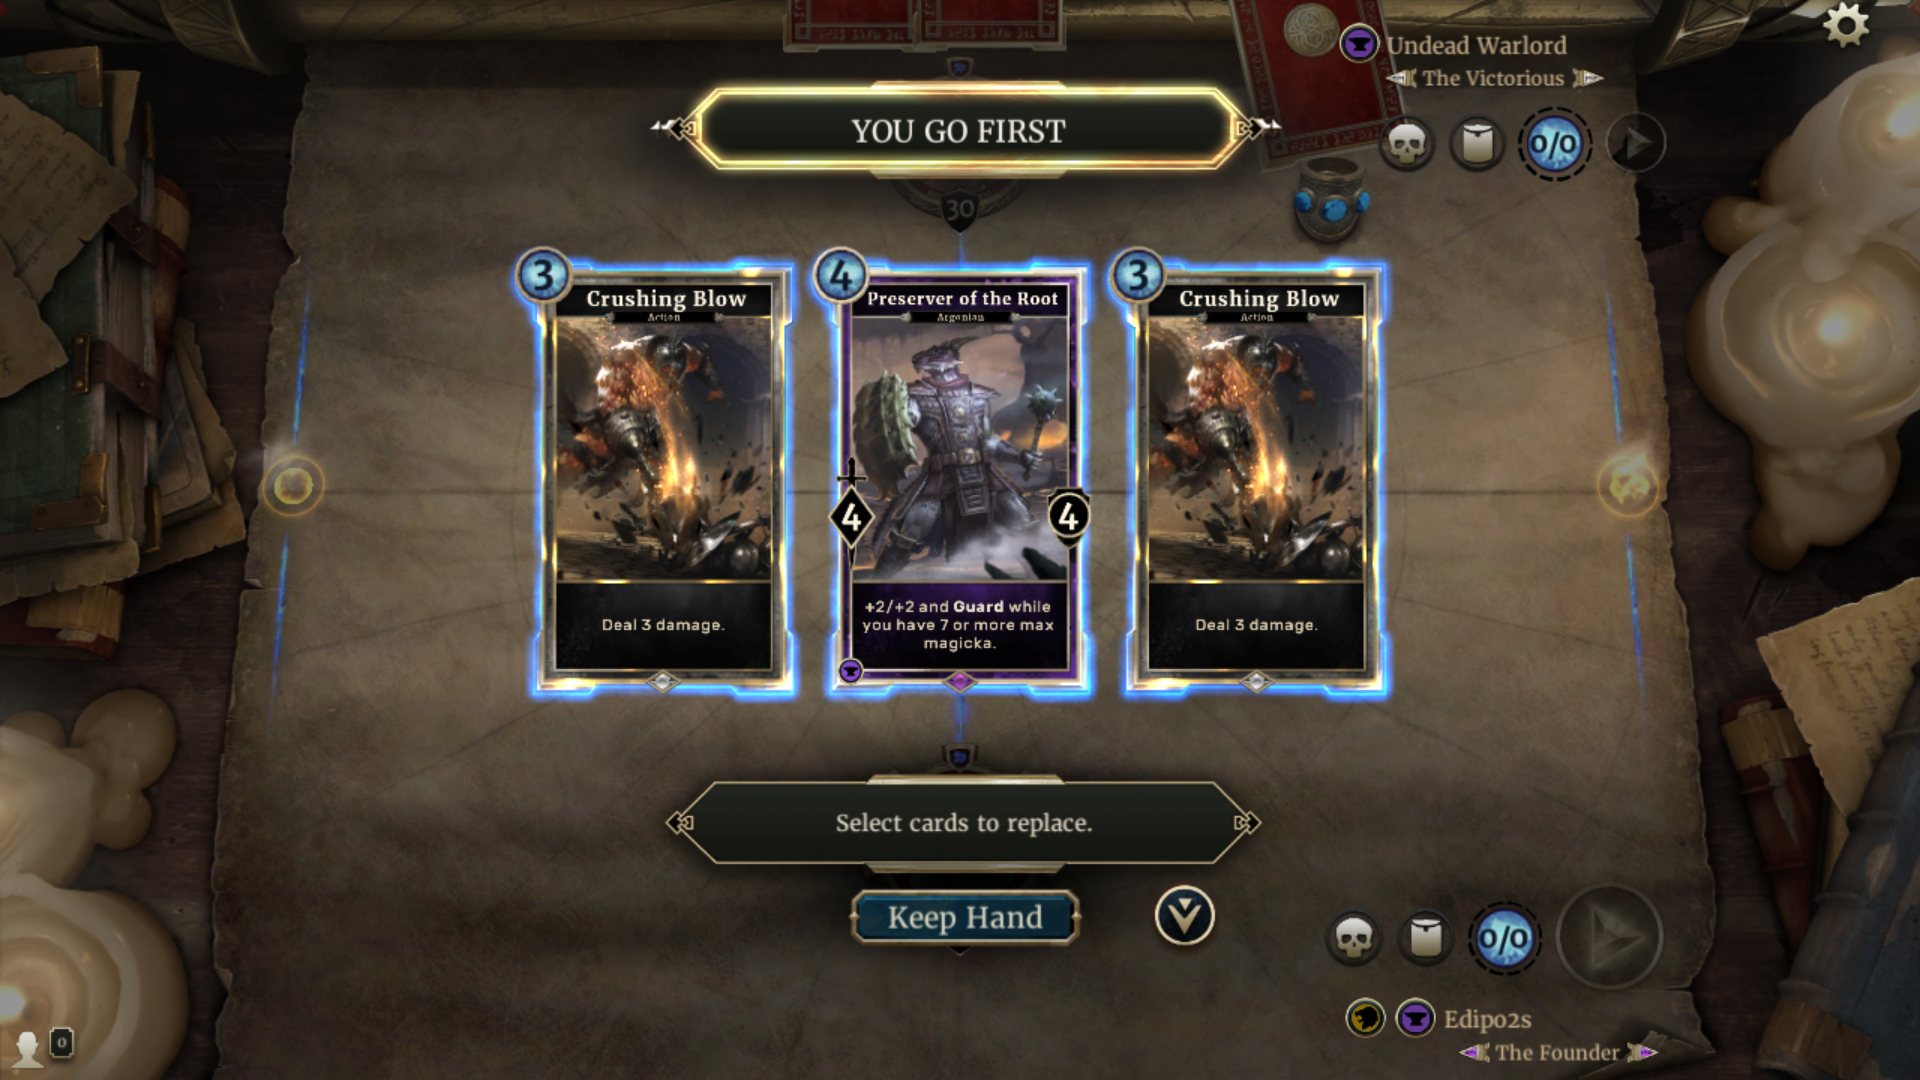 Undead Warlord
The Victorious
YOU GO FIRST
0/0
30
3
Crushing Blow
Action
Deal 3 damage.
4
Preserver of the Root
Argonian
4
4
+2/+2 and Guard while
you have 7 or more max
magicka.
3
Crushing Blow
Action
Deal 3 damage.
Select cards to replace.
Keep Hand
0/0
Edipo2s
The Founder
0